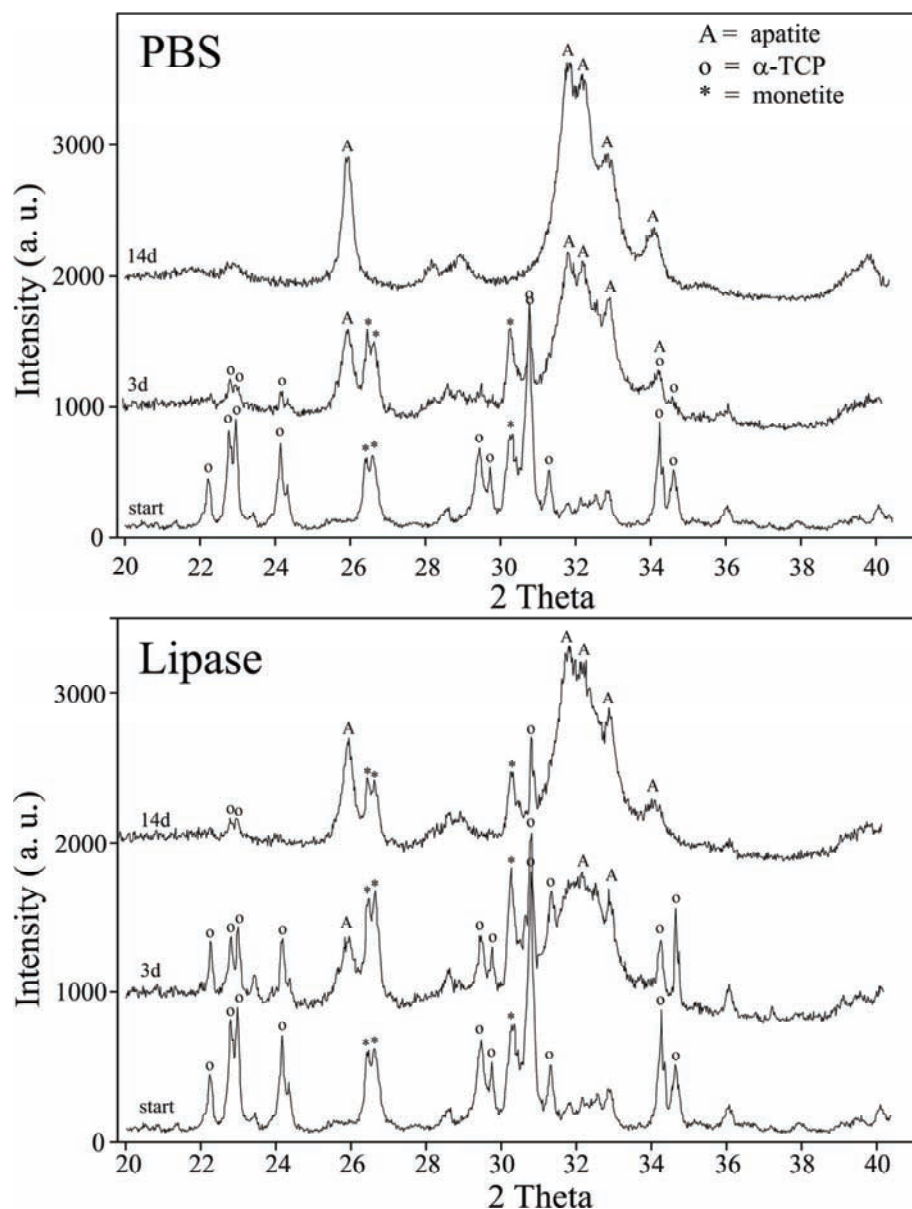 PBS
A = apatite
o = α-TCP
* = monetite
Intensity (a. u.)
3000
2000
1000
0
14d
A A A A A
3d
o o o A * * * o A A A A o o
start
o o o o * * o o * o o o o
20 22 24 26 28 30 32 34 36 38 40
2 Theta
Lipase
Intensity (a. u.)
3000
2000
1000
0
14d
o o A * * * o A A A A
3d
o o o o A * * o o * o o A A o o
start
o o o o * * o o * o o o o
20 22 24 26 28 30 32 34 36 38 40
2 Theta